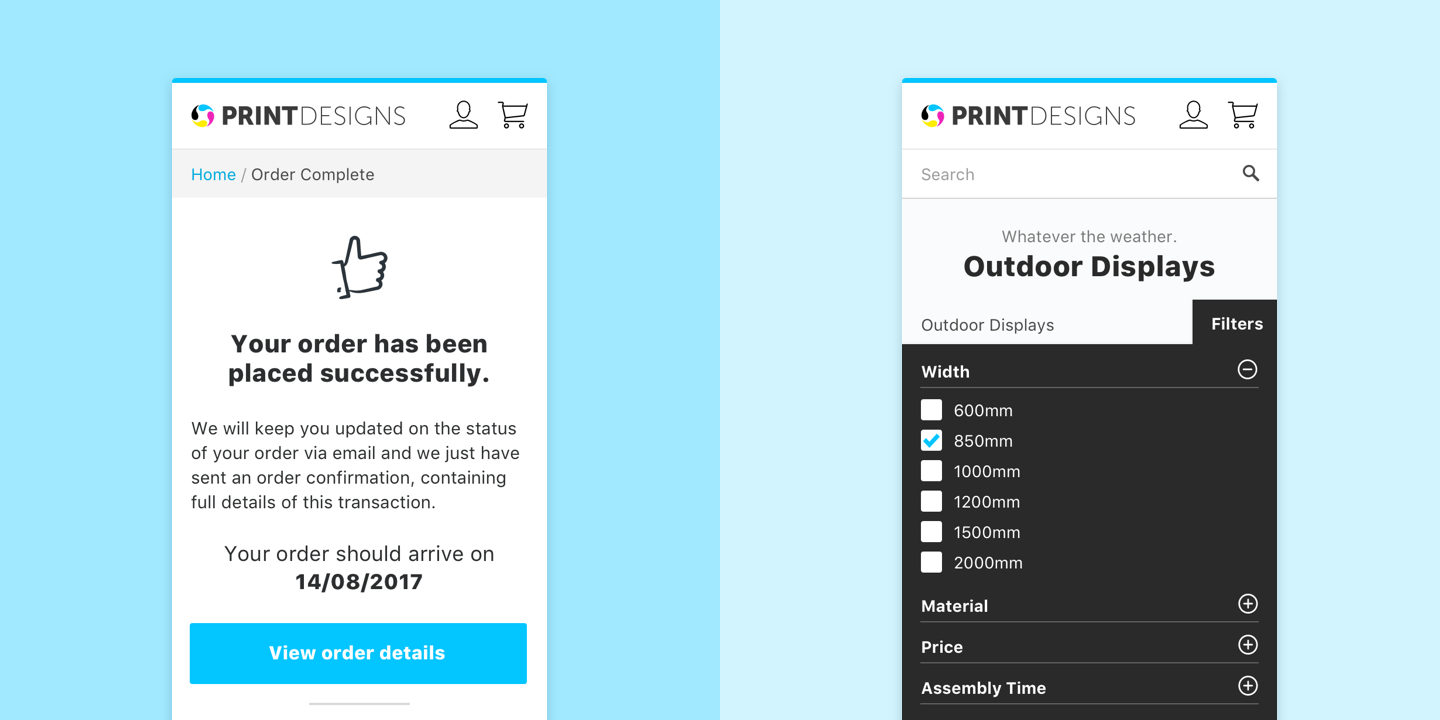 PRINTDESIGNS
Home / Order Complete
Your order has been
placed successfully.
We will keep you updated on the status
of your order via email and we just have
sent an order confirmation, containing
full details of this transaction.
Your order should arrive on
14/08/2017
View order details
PRINTDESIGNS
Search
Whatever the weather.
Outdoor Displays
Outdoor Displays
Filters
Width
600mm
850mm
1000mm
1200mm
1500mm
2000mm
Material
Price
Assembly Time